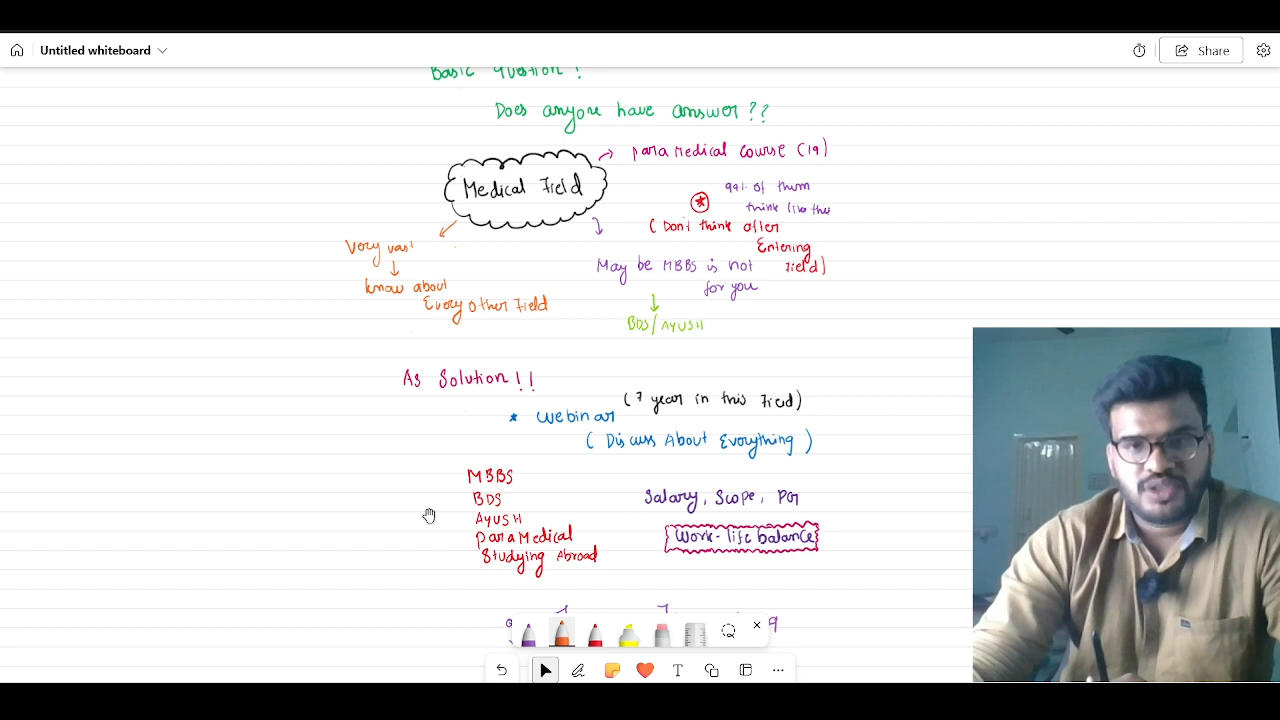 Untitled whiteboard
Share
Basic question!
Does anyone have answer??
Medical Field
para Medical course (19)
99% of them
think like this
(Don't think after
Entering
field)
Very vast
know about
Every other Field
May be MBBS is not
for you
BDS/AYUSH
As Solution!!
* Webinar
(7 year in this Field)
(Discuss About Everything)
MBBS
BDS
AYUSH
para Medical
Studying Abroad
Salary, Scope, PG
Work-life balance
T